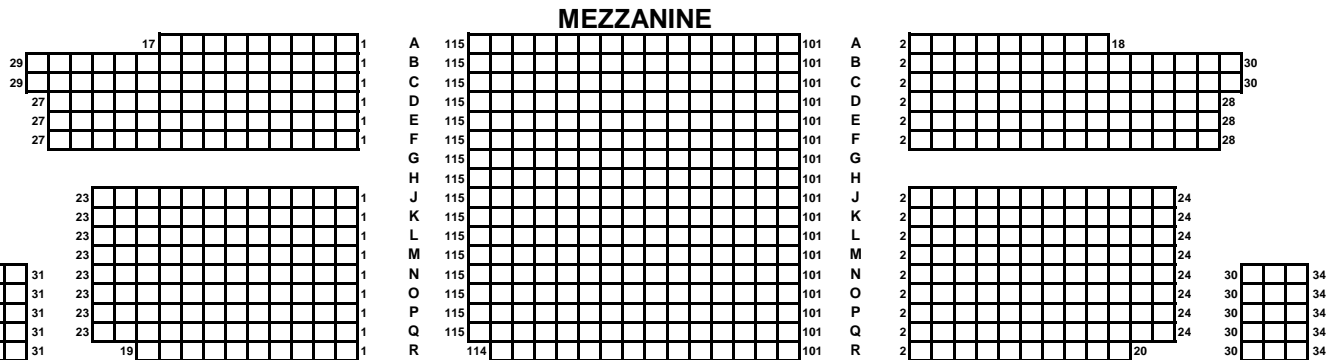 MEZZANINE
17 1 A 115 101 A 2 18
29 1 B 115 101 B 2 30
29 1 C 115 101 C 2 30
27 1 D 115 101 D 2 28
27 1 E 115 101 E 2 28
27 1 F 115 101 F 2 28
G 115 101 G
H 115 101 H
23 1 J 115 101 J 2 24
23 1 K 115 101 K 2 24
23 1 L 115 101 L 2 24
23 1 M 115 101 M 2 24
31 23 1 N 115 101 N 2 24 30 34
31 23 1 O 115 101 O 2 24 30 34
31 23 1 P 115 101 P 2 24 30 34
31 23 1 Q 115 101 Q 2 24 30 34
31 19 1 R 114 101 R 2 20 30 34